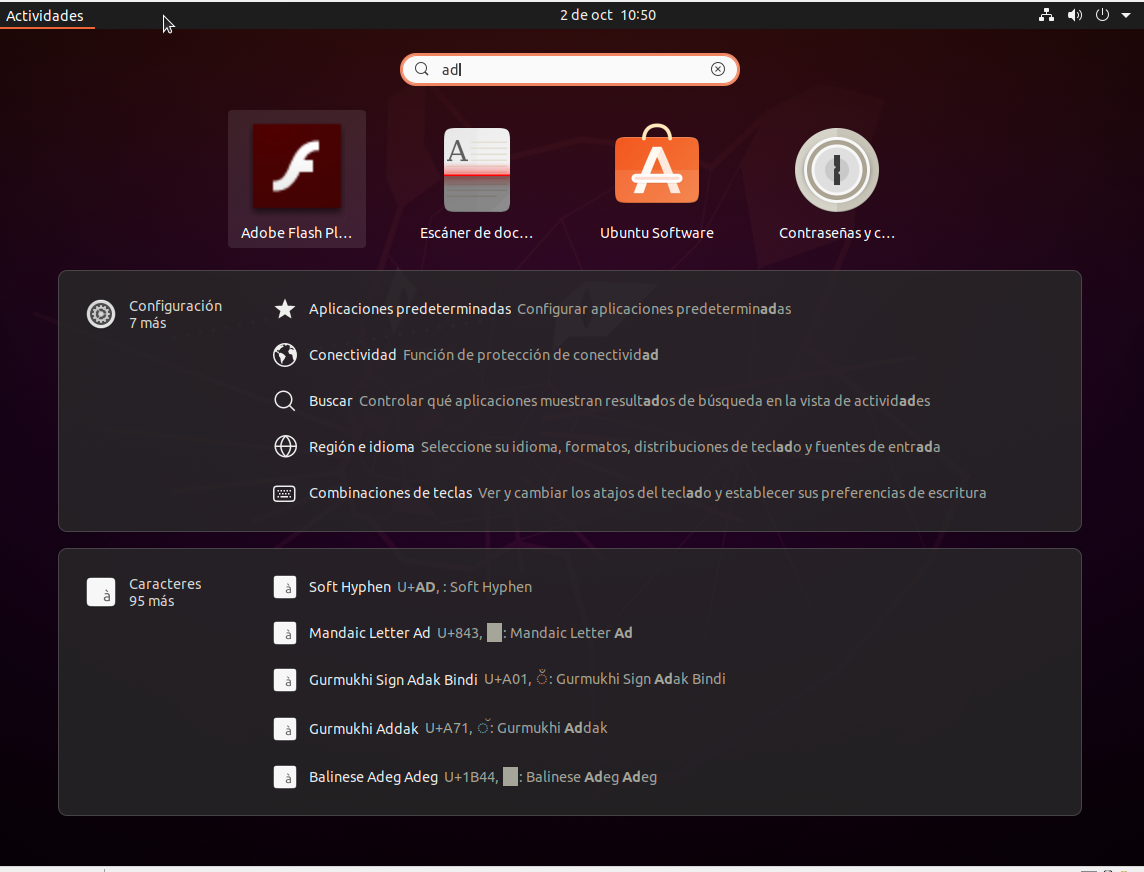 Actividades
2 de oct 10:50
ad
Adobe Flash Pl...
Escáner de doc...
Ubuntu Software
Contraseñas y c...
Configuración
7 más
Aplicaciones predeterminadas Configurar aplicaciones predeterminadas
Conectividad Función de protección de conectividad
Buscar Controlar qué aplicaciones muestran resultados de búsqueda en la vista de actividades
Región e idioma Seleccione su idioma, formatos, distribuciones de teclado y fuentes de entrada
Combinaciones de teclas Ver y cambiar los atajos del teclado y establecer sus preferencias de escritura
Caracteres
95 más
Soft Hyphen U+AD, : Soft Hyphen
Mandaic Letter Ad U+843, : Mandaic Letter Ad
Gurmukhi Sign Adak Bindi U+A01, ਁ: Gurmukhi Sign Adak Bindi
Gurmukhi Addak U+A71, ੱ: Gurmukhi Addak
Balinese Adeg Adeg U+1B44, : Balinese Adeg Adeg